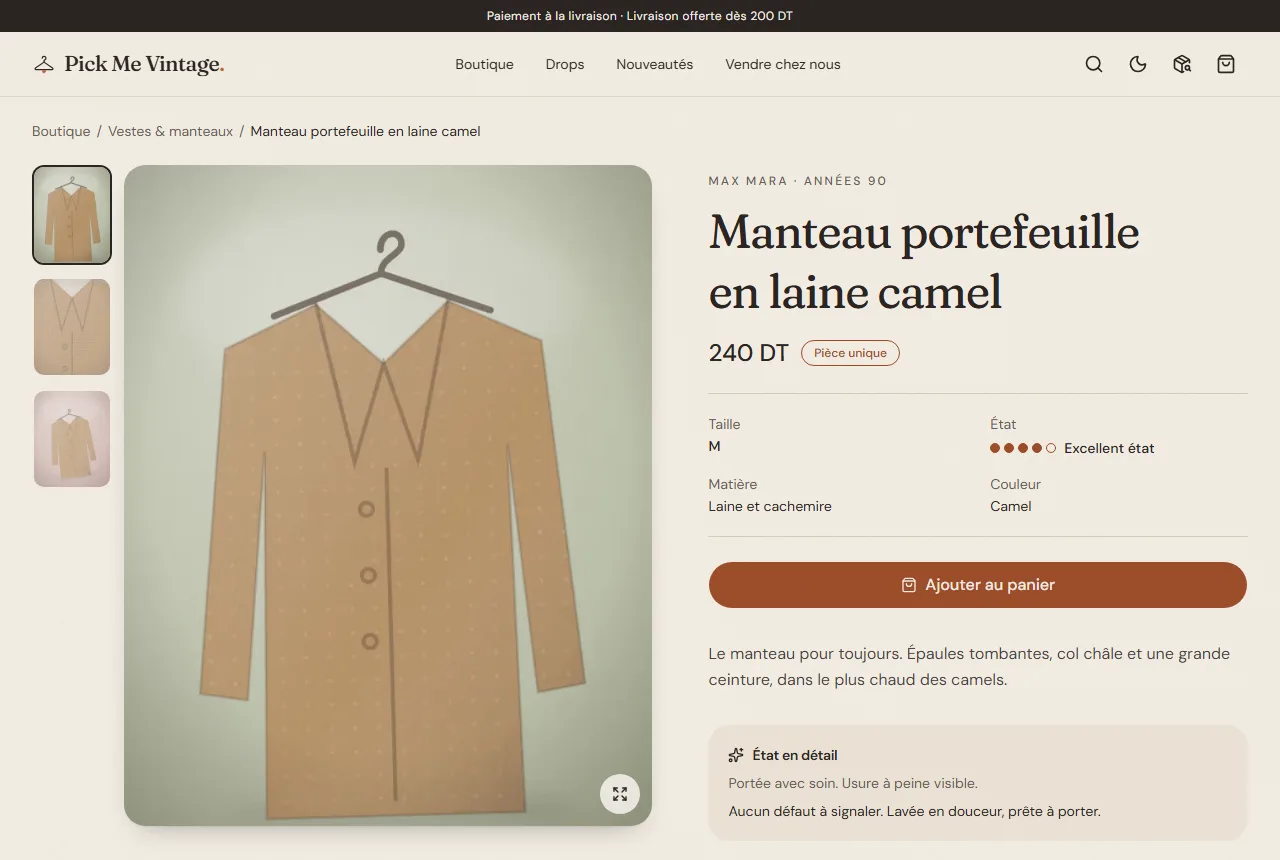 Paiement à la livraison · Livraison offerte dès 200 DT
Pick Me Vintage.
Boutique
Drops
Nouveautés
Vendre chez nous
Boutique / Vestes & manteaux / Manteau portefeuille en laine camel
MAX MARA · ANNÉES 90
Manteau portefeuille
en laine camel
240 DT
Pièce unique
Taille
M
État
Excellent état
Matière
Laine et cachemire
Couleur
Camel
Ajouter au panier
Le manteau pour toujours. Épaules tombantes, col châle et une grande
ceinture, dans le plus chaud des camels.
État en détail
Portée avec soin. Usure à peine visible.
Aucun défaut à signaler. Lavée en douceur, prête à porter.